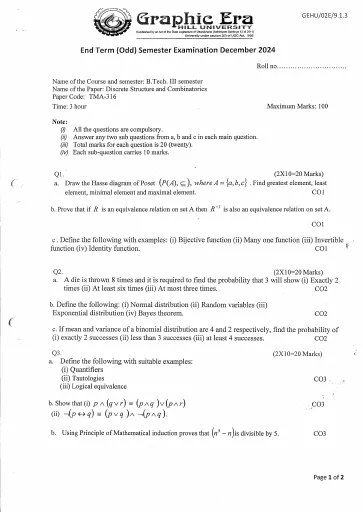 GEHU/02E/9.1.3
Graphic Era
HILL UNIVERSITY
End Term (Odd) Semester Examination December 2024
Roll no..............................
Name of the Course and semester: B.Tech. III semester
Name of the Paper: Discrete Structure and Combinatorics
Paper Code: TMA-316
Time: 3 hour Maximum Marks: 100
Note:
(i) All the questions are compulsory.
(ii) Answer any two sub questions from a, b and c in each main question.
(iii) Total marks for each question is 20 (twenty).
(iv) Each sub-question carries 10 marks.
Q1. (2X10=20 Marks)
a. Draw the Hasse diagram of Poset (P(A), ⊆), where A = {a,b,c}. Find greatest element, least
element, minimal element and maximal element. CO1
b. Prove that if R is an equivalence relation on set A then R⁻¹ is also an equivalence relation on set A.
CO1
c. Define the following with examples: (i) Bijective function (ii) Many one function (iii) Invertible
function (iv) Identity function. CO1
Q2. (2X10=20 Marks)
a. A die is thrown 8 times and it is required to find the probability that 3 will show (i) Exactly 2
times (ii) At least six times (iii) At most three times. CO2
b. Define the following: (i) Normal distribution (ii) Random variables (iii)
Exponential distribution (iv) Bayes theorem. CO2
c. If mean and variance of a binomial distribution are 4 and 2 respectively, find the probability of
(i) exactly 2 successes (ii) less than 3 successes (iii) at least 4 successes. CO2
Q3. (2X10=20 Marks)
a. Define the following with suitable examples:
(i) Quantifiers
(ii) Tautologies CO3
(iii) Logical equivalence
b. Show that (i) p ∧ (q ∨ r) ≡ (p ∧ q) ∨ (p ∧ r) CO3
(ii) ¬(p ↔ q) ≡ (p ∨ q) ∧ ¬(p ∧ q).
b. Using Principle of Mathematical induction proves that (n⁵ − n) is divisible by 5. CO3
Page 1 of 2